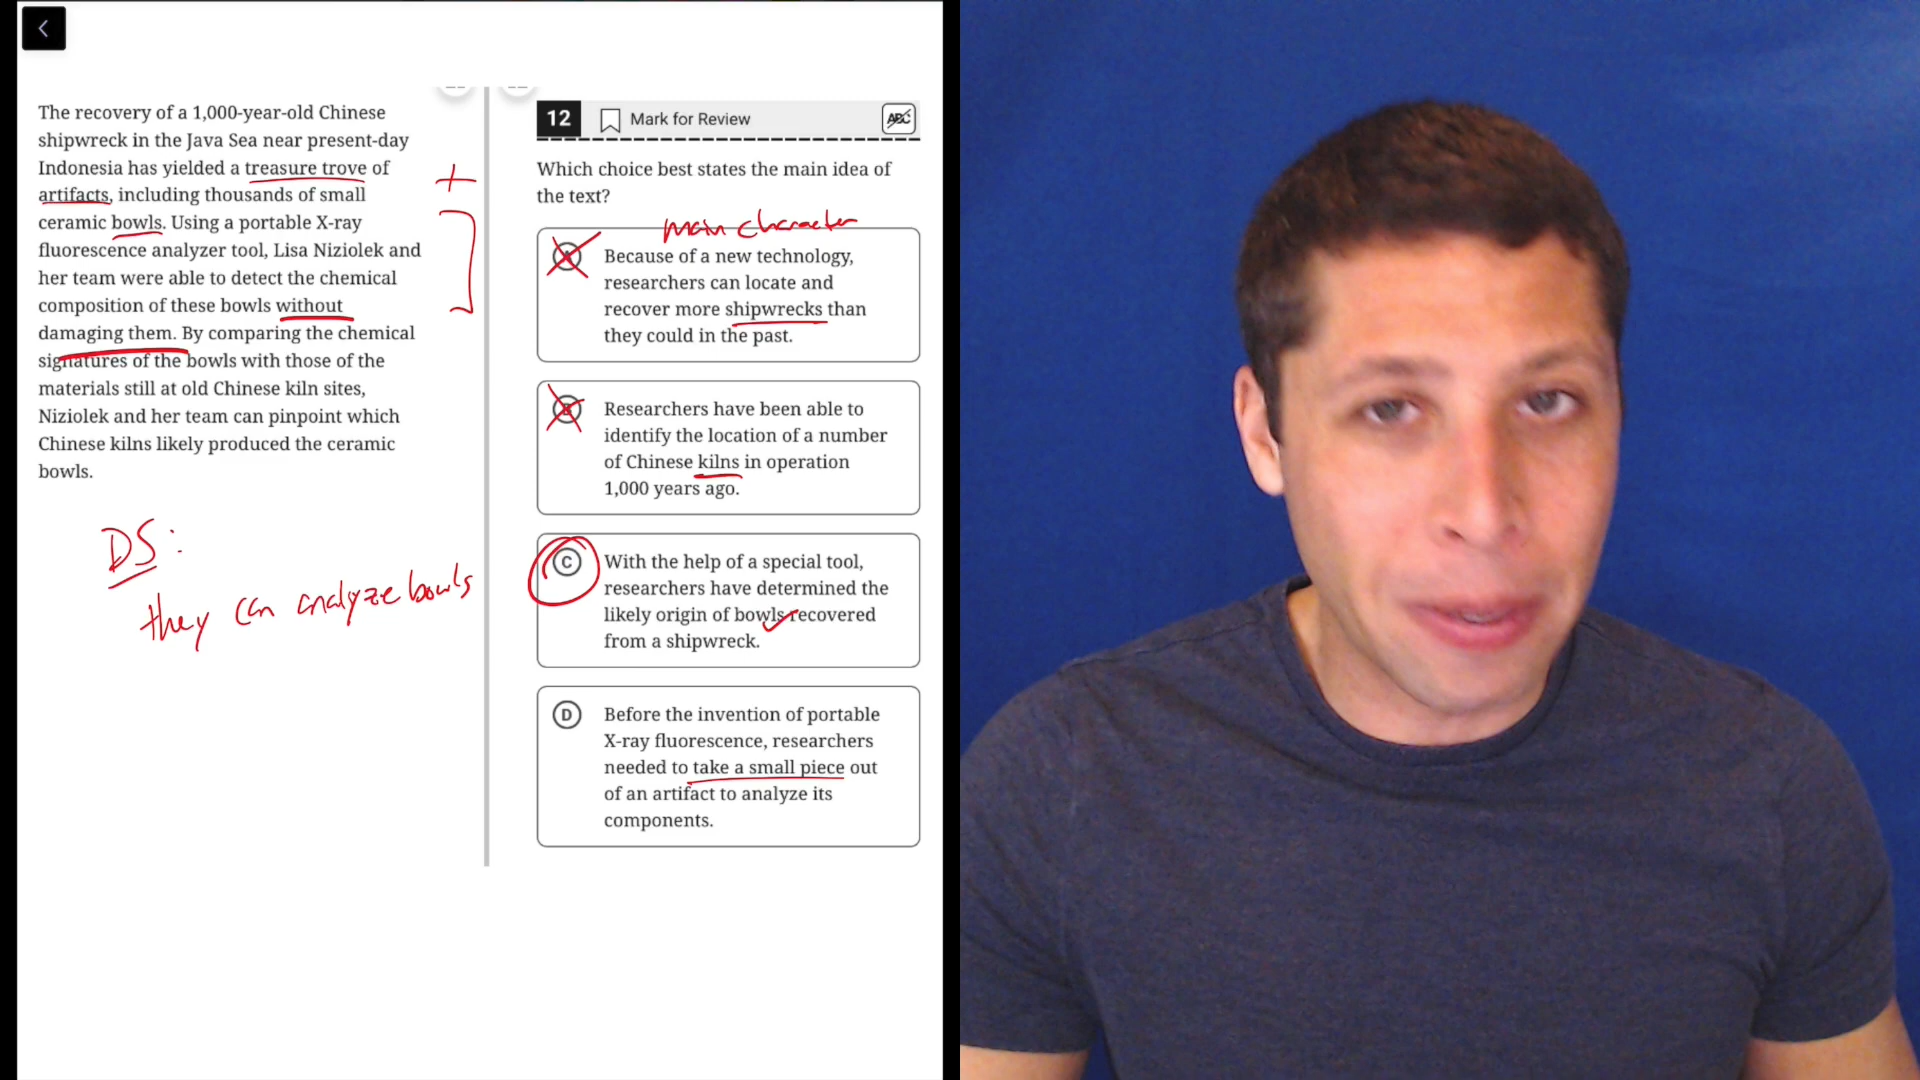 The recovery of a 1,000-year-old Chinese
shipwreck in the Java Sea near present-day
Indonesia has yielded a treasure trove of
artifacts, including thousands of small
ceramic bowls. Using a portable X-ray
fluorescence analyzer tool, Lisa Niziolek and
her team were able to detect the chemical
composition of these bowls without
damaging them. By comparing the chemical
signatures of the bowls with those of the
materials still at old Chinese kiln sites,
Niziolek and her team can pinpoint which
Chinese kilns likely produced the ceramic
bowls.
+
DS:
they can analyze bowls
12 Mark for Review ABC
Which choice best states the main idea of
the text?
main character
A
Because of a new technology,
researchers can locate and
recover more shipwrecks than
they could in the past.
B
Researchers have been able to
identify the location of a number
of Chinese kilns in operation
1,000 years ago.
C
With the help of a special tool,
researchers have determined the
likely origin of bowls recovered
from a shipwreck.
D
Before the invention of portable
X-ray fluorescence, researchers
needed to take a small piece out
of an artifact to analyze its
components.